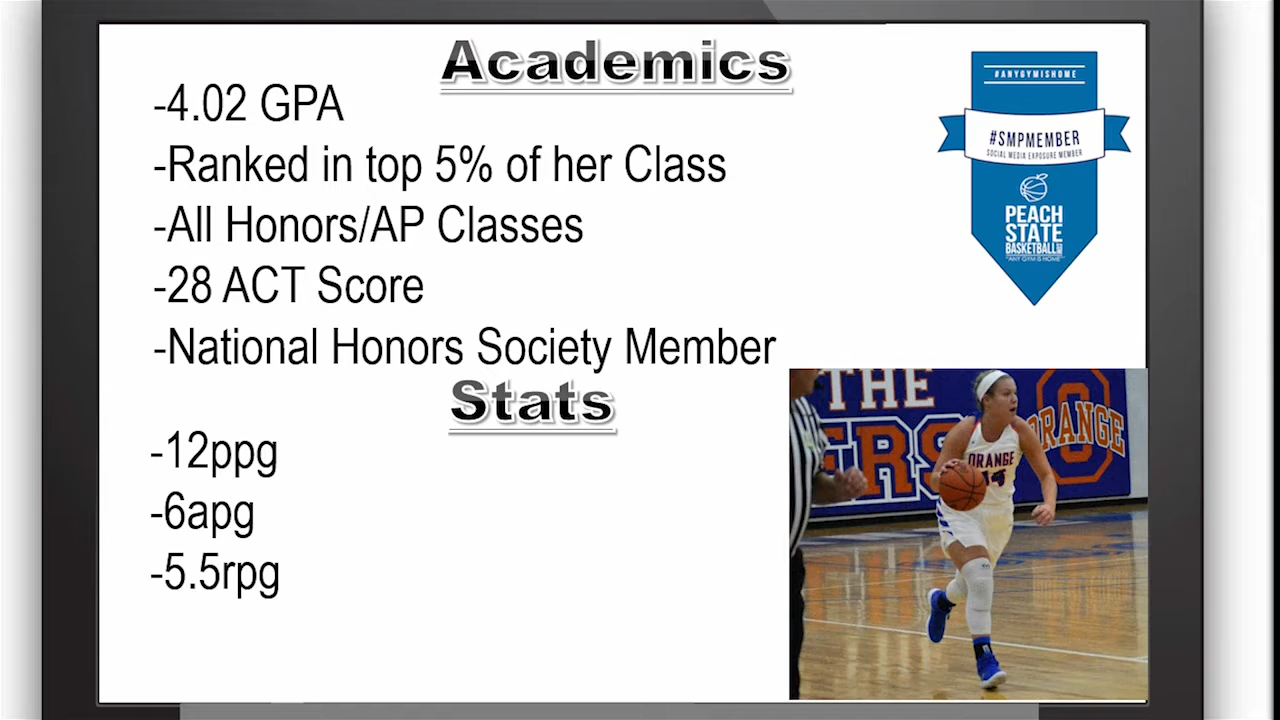 Academics
-4.02 GPA
-Ranked in top 5% of her Class
-All Honors/AP Classes
-28 ACT Score
-National Honors Society Member
Stats
-12ppg
-6apg
-5.5rpg
#ANYGYMISHOME
#SMPMEMBER
SOCIAL MEDIA EXPOSURE MEMBER
PEACH
STATE
BASKETBALL
"ANY GYM IS HOME"
THE
ERS
ORANGE
ORANGE